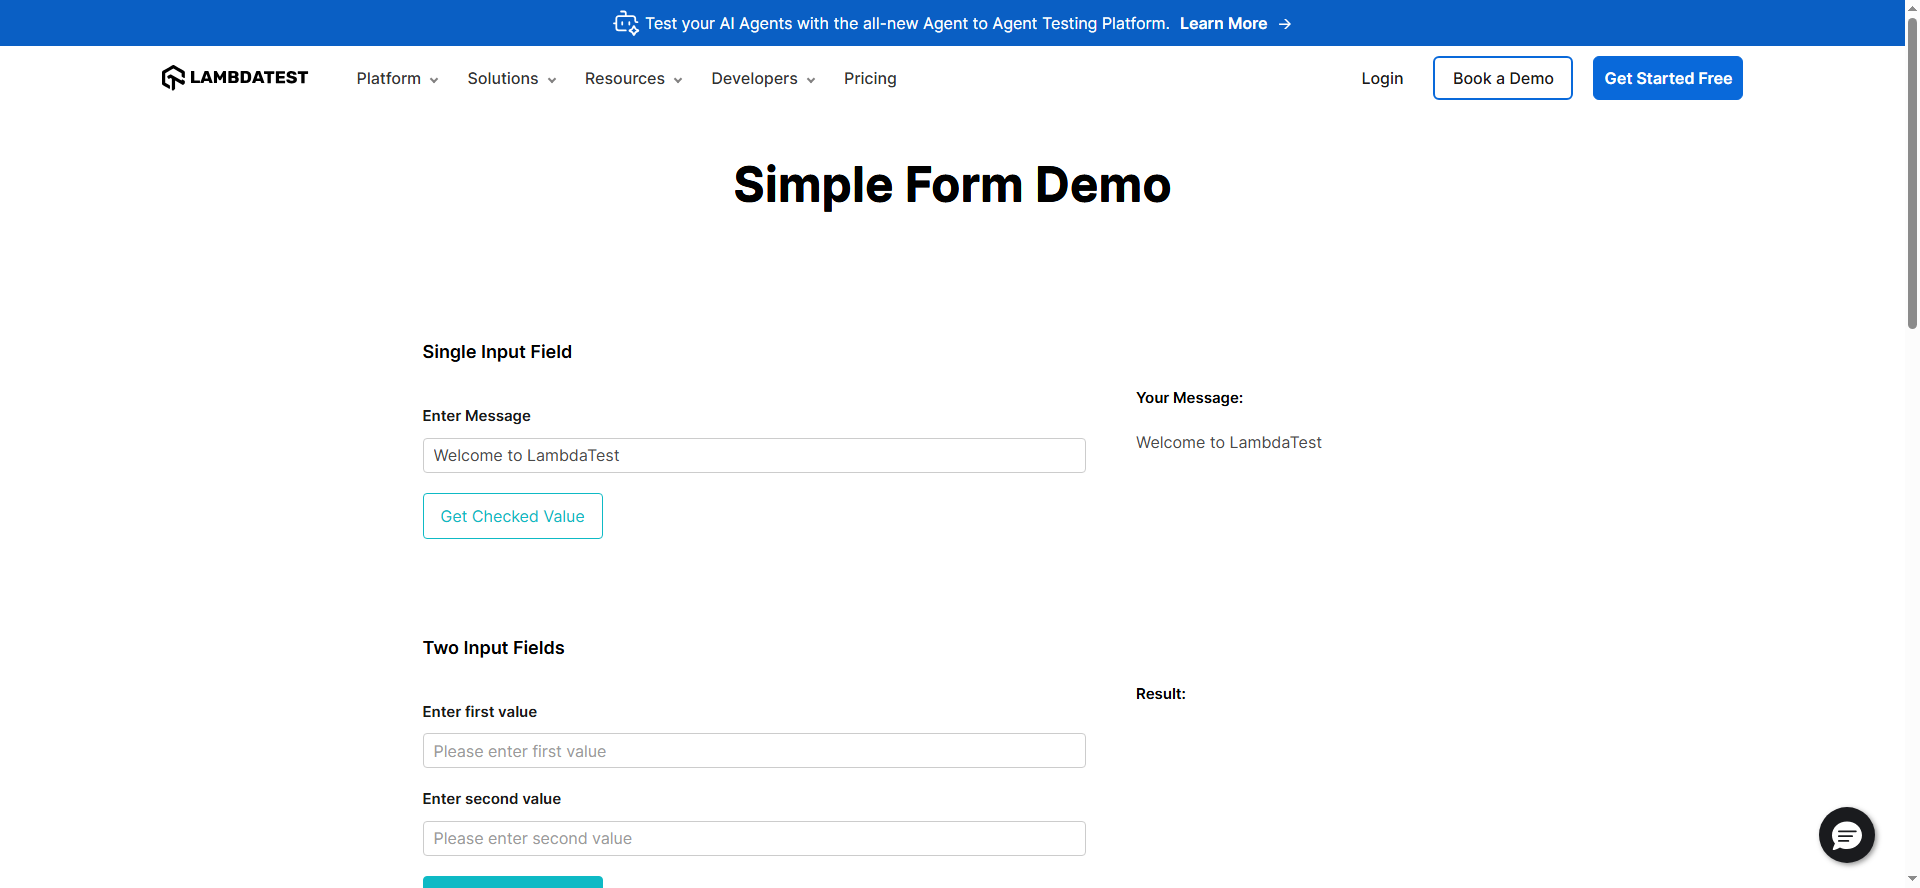 Test your AI Agents with the all-new Agent to Agent Testing Platform. Learn More →
LAMBDATEST Platform Solutions Resources Developers Pricing Login Book a Demo Get Started Free
Simple Form Demo
Single Input Field
Your Message:
Enter Message
Welcome to LambdaTest
Welcome to LambdaTest
Get Checked Value
Two Input Fields
Result:
Enter first value
Please enter first value
Enter second value
Please enter second value